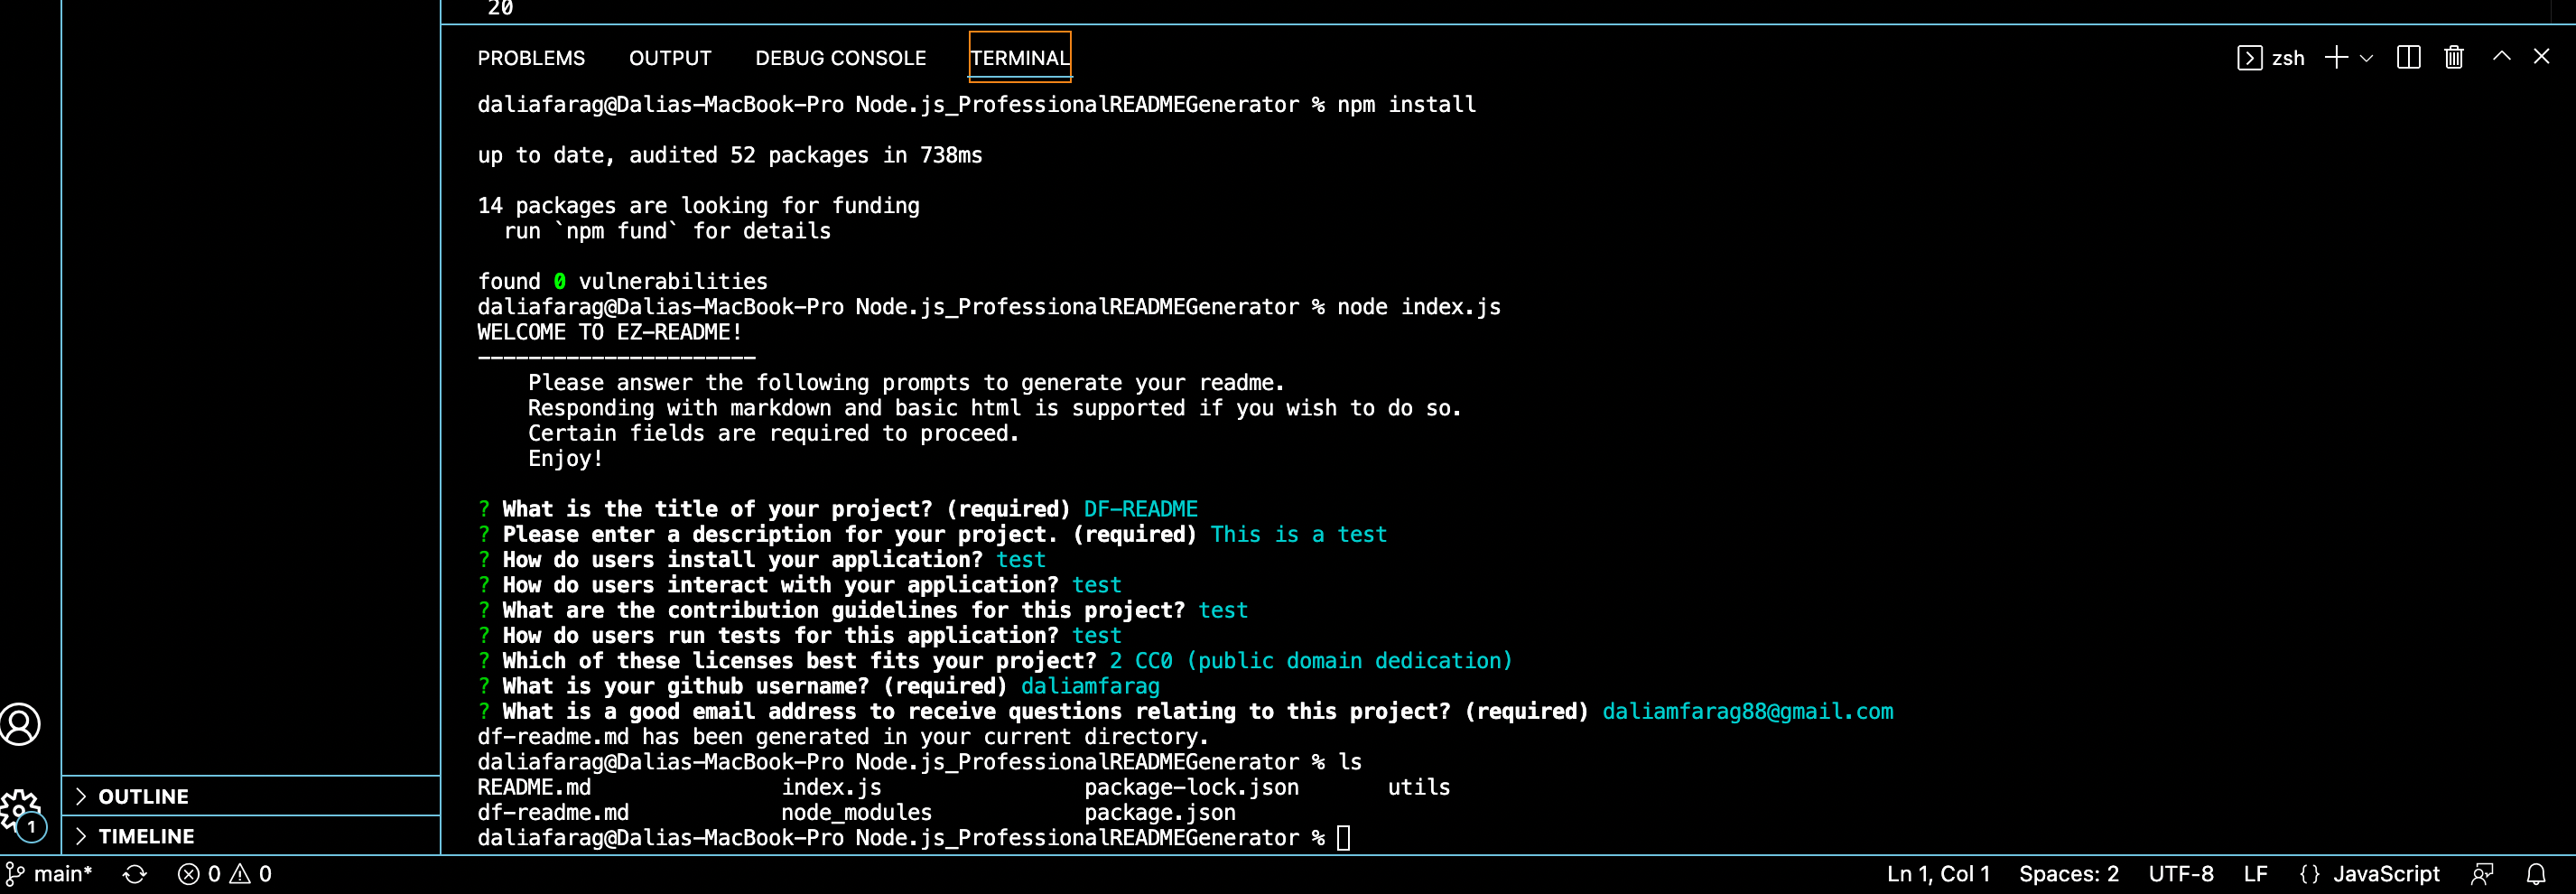 20
PROBLEMS OUTPUT DEBUG CONSOLE TERMINAL zsh
daliafarag@Dalias-MacBook-Pro Node.js_ProfessionalREADMEGenerator % npm install
up to date, audited 52 packages in 738ms
14 packages are looking for funding
run `npm fund` for details
found 0 vulnerabilities
daliafarag@Dalias-MacBook-Pro Node.js_ProfessionalREADMEGenerator % node index.js
WELCOME TO EZ-README!
----------------------
Please answer the following prompts to generate your readme.
Responding with markdown and basic html is supported if you wish to do so.
Certain fields are required to proceed.
Enjoy!
? What is the title of your project? (required) DF-README
? Please enter a description for your project. (required) This is a test
? How do users install your application? test
? How do users interact with your application? test
? What are the contribution guidelines for this project? test
? How do users run tests for this application? test
? Which of these licenses best fits your project? 2 CC0 (public domain dedication)
? What is your github username? (required) daliamfarag
? What is a good email address to receive questions relating to this project? (required) daliamfarag88@gmail.com
df-readme.md has been generated in your current directory.
daliafarag@Dalias-MacBook-Pro Node.js_ProfessionalREADMEGenerator % ls
README.md index.js package-lock.json utils
df-readme.md node_modules package.json
daliafarag@Dalias-MacBook-Pro Node.js_ProfessionalREADMEGenerator %
OUTLINE
1
TIMELINE
main* 0 0 Ln 1, Col 1 Spaces: 2 UTF-8 LF {} JavaScript